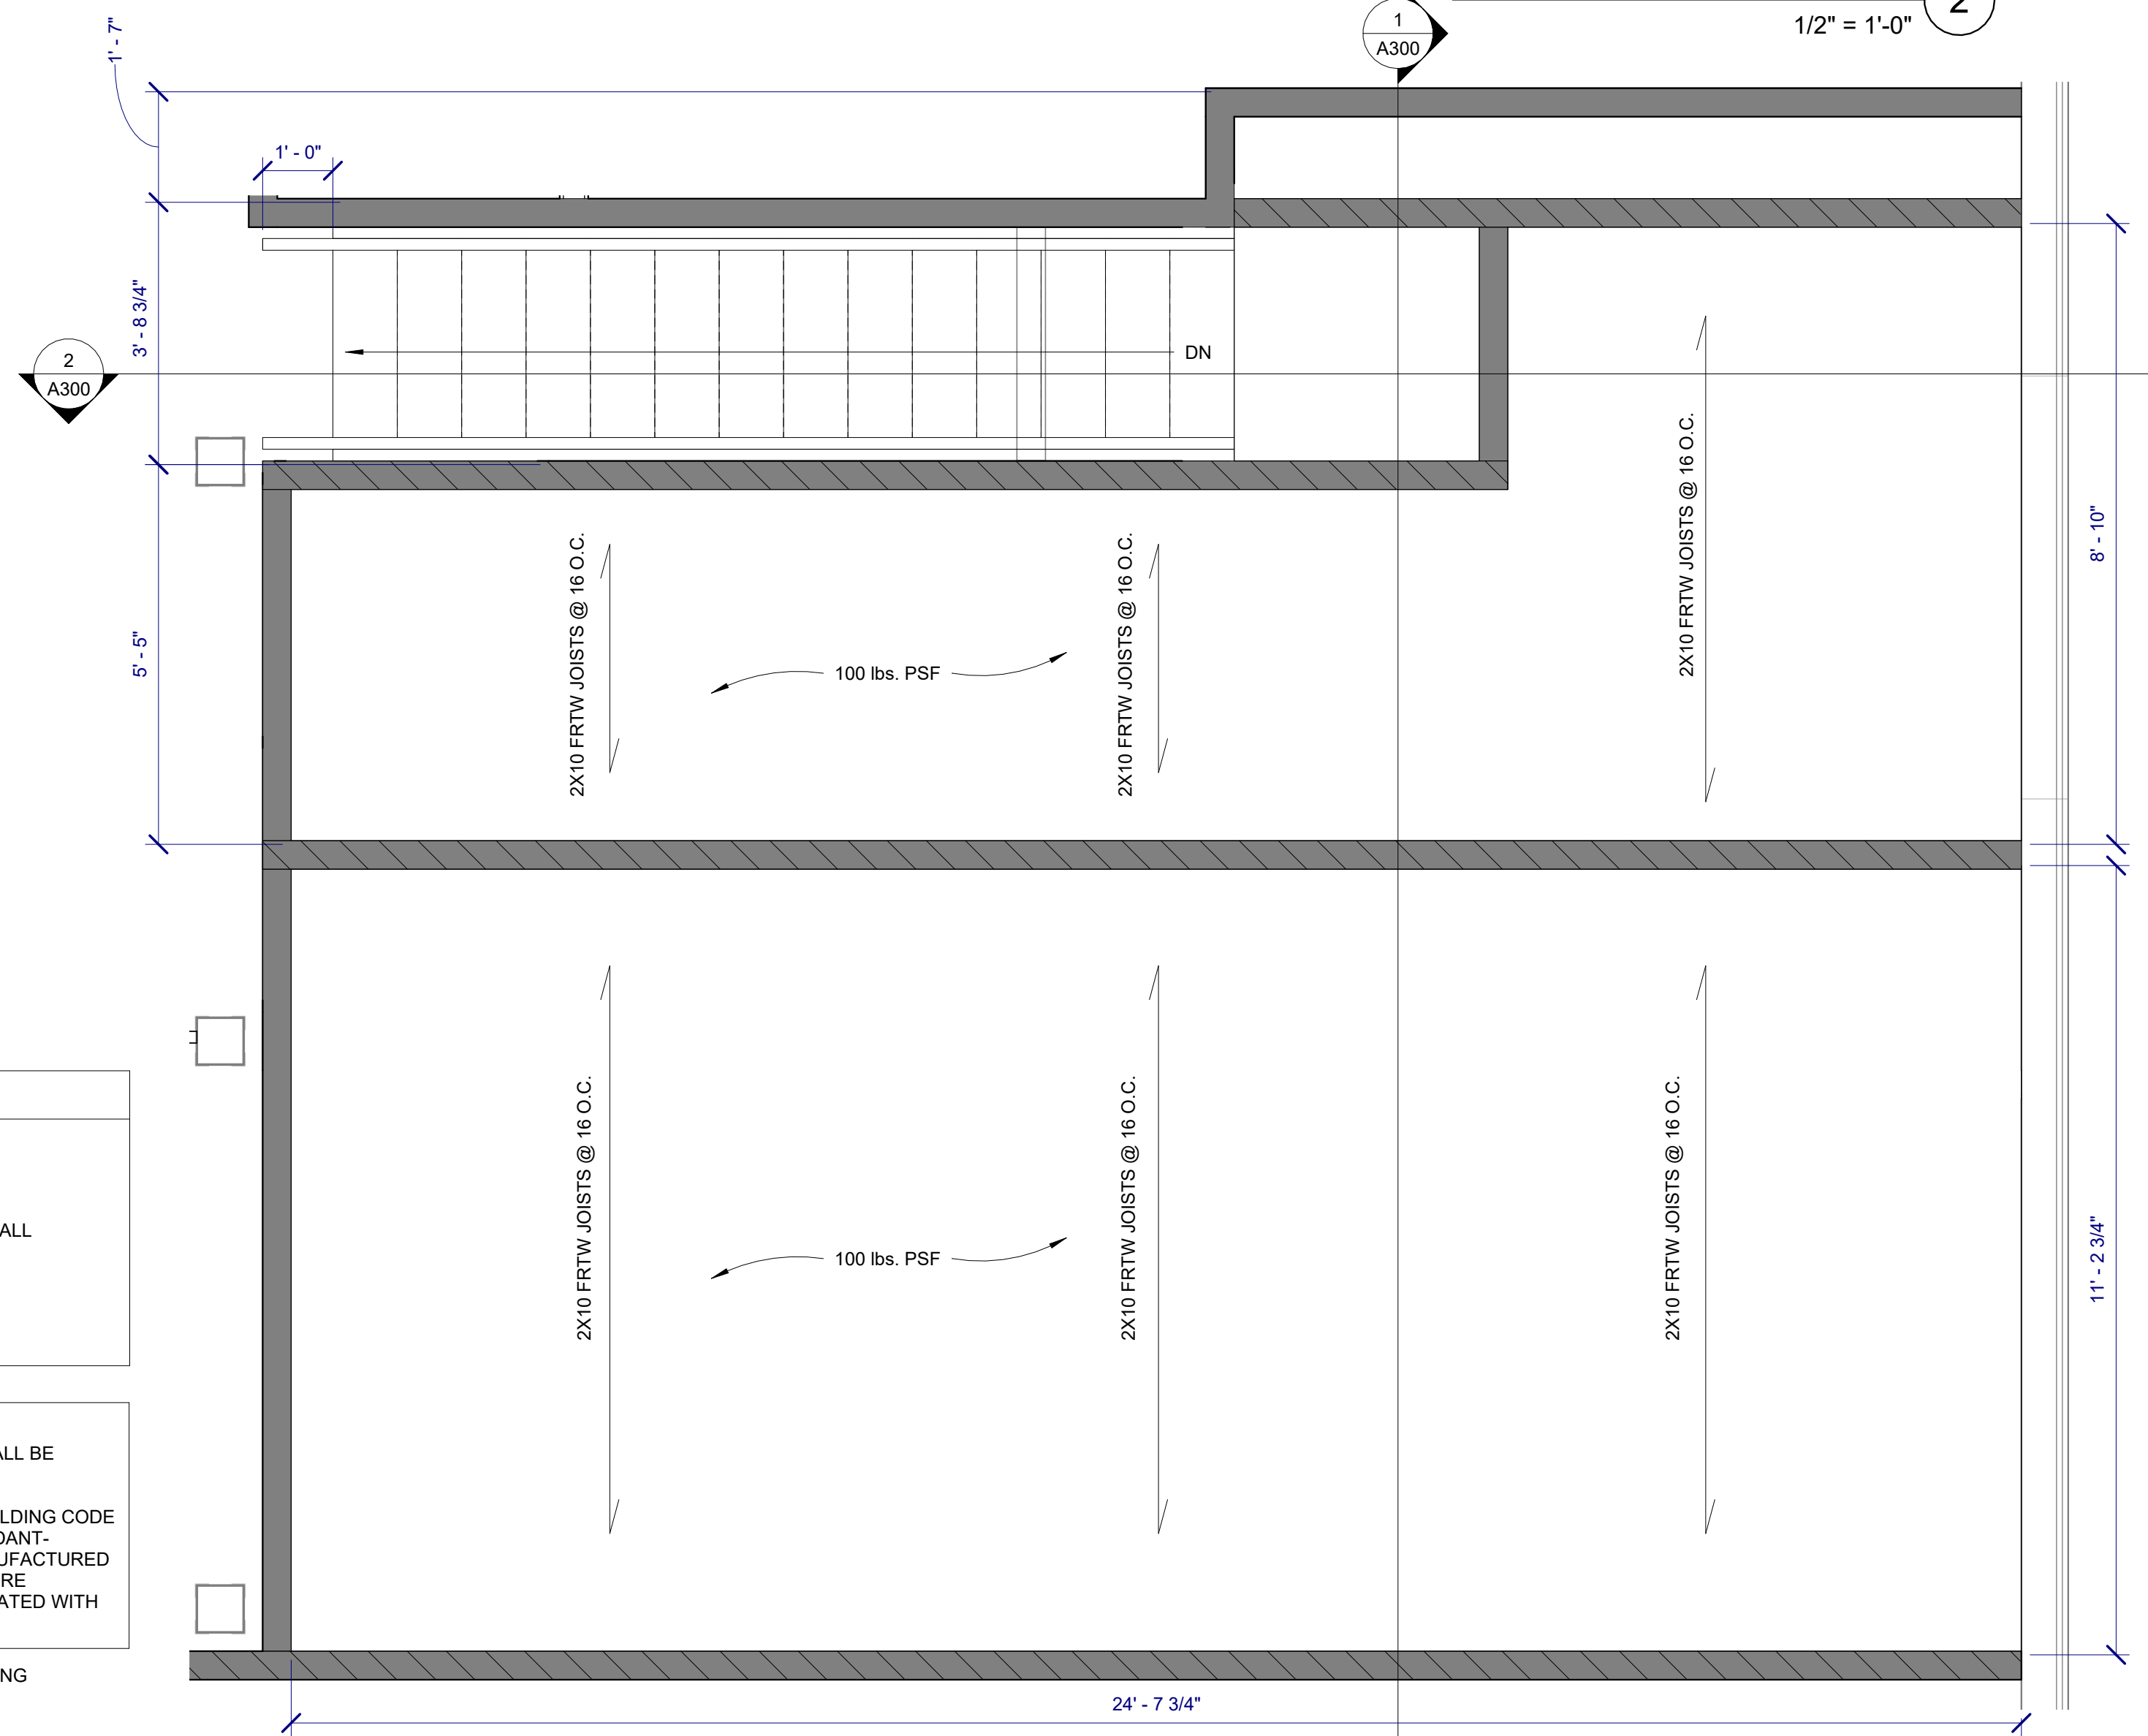 1' - 7"
1
A300
2
1/2" = 1'-0"
1' - 0"
3' - 8 3/4"
2
A300
DN
2X10 FRTW JOISTS @ 16 O.C.
8' - 10"
5' - 5"
2X10 FRTW JOISTS @ 16 O.C.
100 lbs. PSF
2X10 FRTW JOISTS @ 16 O.C.
2X10 FRTW JOISTS @ 16 O.C.
100 lbs. PSF
2X10 FRTW JOISTS @ 16 O.C.
2X10 FRTW JOISTS @ 16 O.C.
11' - 2 3/4"
ALL
ALL BE
ILDING CODE
DANT-
UFACTURED
RE
ATED WITH
NG
24' - 7 3/4"